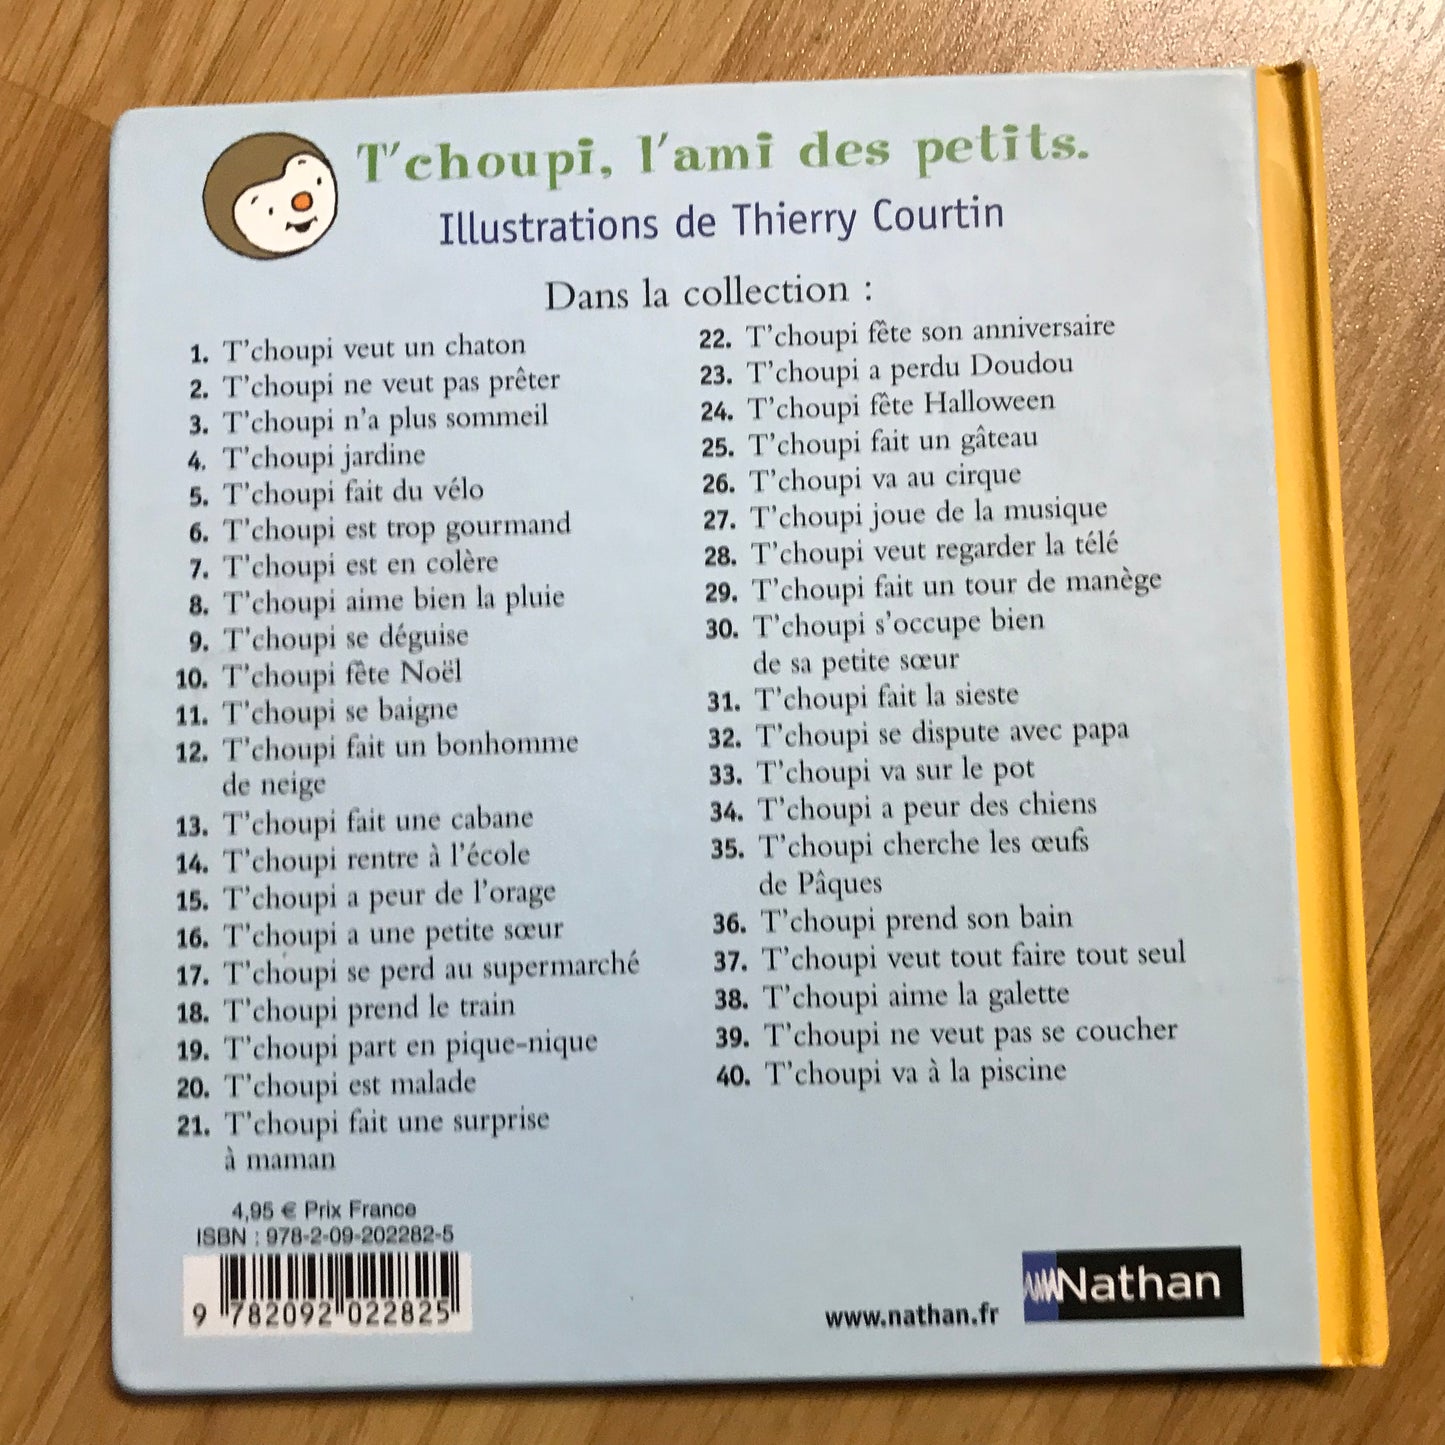 T'choupi, l'ami des petits.
Illustrations de Thierry Courtin
Dans la collection :
1. T'choupi veut un chaton
2. T'choupi ne veut pas prêter
3. T'choupi n'a plus sommeil
4. T'choupi jardine
5. T'choupi fait du vélo
6. T'choupi est trop gourmand
7. T'choupi est en colère
8. T'choupi aime bien la pluie
9. T'choupi se déguise
10. T'choupi fête Noël
11. T'choupi se baigne
12. T'choupi fait un bonhomme
de neige
13. T'choupi fait une cabane
14. T'choupi rentre à l'école
15. T'choupi a peur de l'orage
16. T'choupi a une petite sœur
17. T'choupi se perd au supermarché
18. T'choupi prend le train
19. T'choupi part en pique-nique
20. T'choupi est malade
21. T'choupi fait une surprise
à maman
22. T'choupi fête son anniversaire
23. T'choupi a perdu Doudou
24. T'choupi fête Halloween
25. T'choupi fait un gâteau
26. T'choupi va au cirque
27. T'choupi joue de la musique
28. T'choupi veut regarder la télé
29. T'choupi fait un tour de manège
30. T'choupi s'occupe bien
de sa petite sœur
31. T'choupi fait la sieste
32. T'choupi se dispute avec papa
33. T'choupi va sur le pot
34. T'choupi a peur des chiens
35. T'choupi cherche les œufs
de Pâques
36. T'choupi prend son bain
37. T'choupi veut tout faire tout seul
38. T'choupi aime la galette
39. T'choupi ne veut pas se coucher
40. T'choupi va à la piscine
4,95 € Prix France
ISBN : 978-2-09-202282-5
9 782092 022825
www.nathan.fr
Nathan